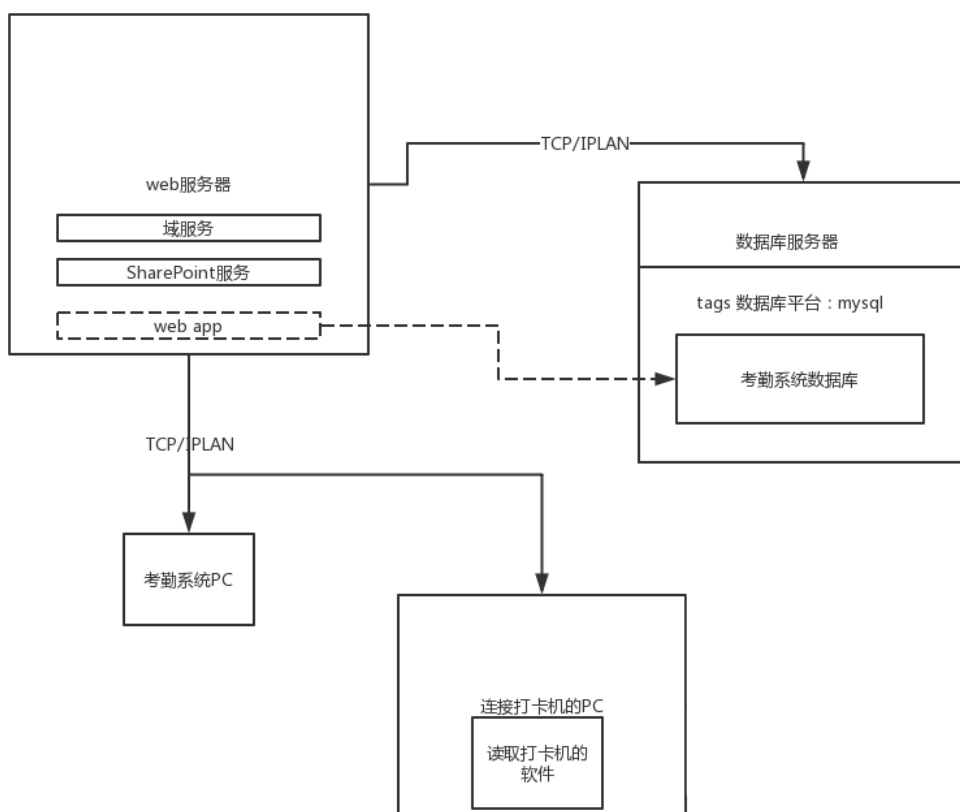 TCP/IPLAN
web服务器
域服务
数据库服务器
SharePoint服务
tags 数据库平台：mysql
web app
考勤系统数据库
TCP/IPLAN
考勤系统PC
连接打卡机的PC
读取打卡机的
软件